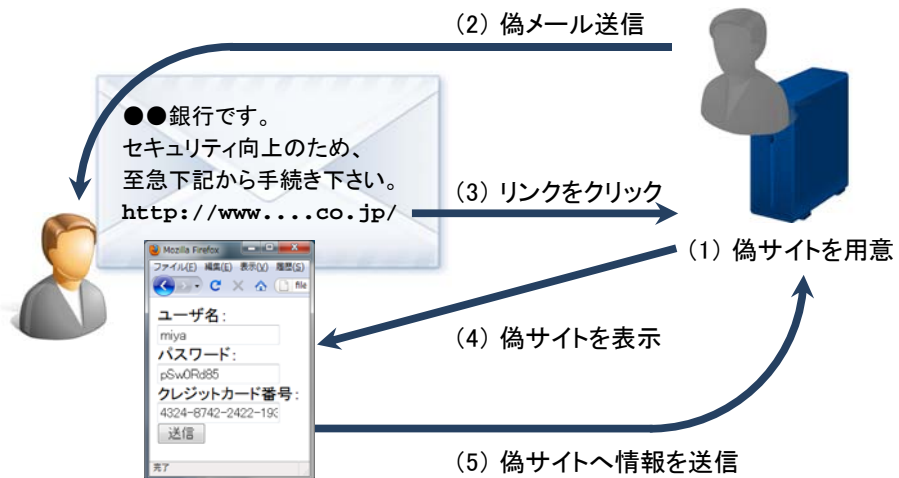 (2) 偽メール送信
●●銀行です。
セキュリティ向上のため、
至急下記から手続き下さい。
http://www....co.jp/
(3) リンクをクリック
(1) 偽サイトを用意
Mozilla Firefox
ファイル(F) 編集(E) 表示(V) 履歴(S)
file
ユーザ名:
miya
パスワード:
pSw0Rd85
クレジットカード番号:
4324-8742-2422-193
送信
完了
(4) 偽サイトを表示
(5) 偽サイトへ情報を送信